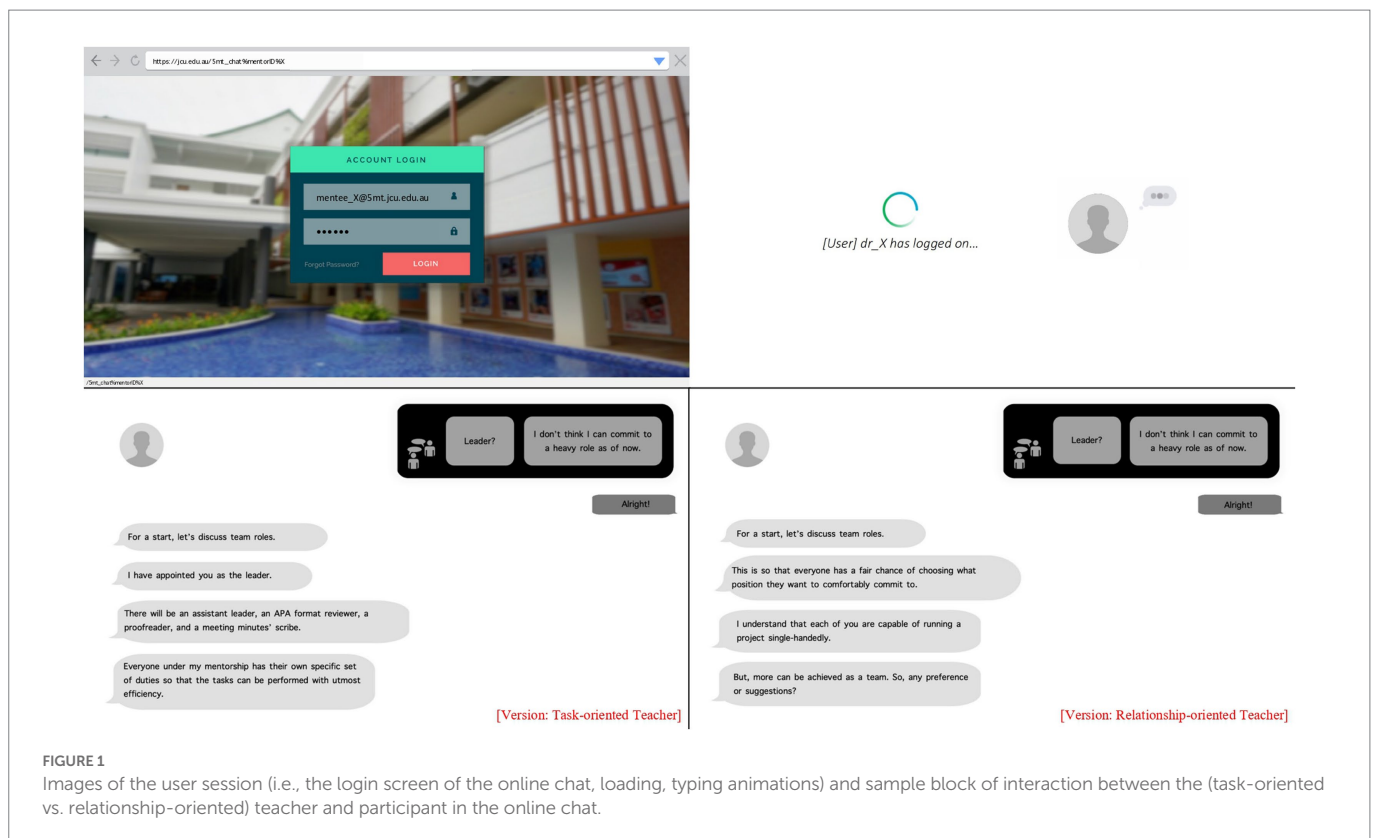 https://jcu.edu.au/5mt_chat%mentorID%X
ACCOUNT LOGIN
mentee_X@5mt.jcu.edu.au
••••••
Forgot Password?
LOGIN
/5mt_chat%mentorID%X
[User] dr_X has logged on...
Leader?
I don't think I can commit to
a heavy role as of now.
Alright!
For a start, let's discuss team roles.
I have appointed you as the leader.
There will be an assistant leader, an APA format reviewer, a
proofreader, and a meeting minutes' scribe.
Everyone under my mentorship has their own specific set
of duties so that the tasks can be performed with utmost
efficiency.
[Version: Task-oriented Teacher]
Leader?
I don't think I can commit to
a heavy role as of now.
Alright!
For a start, let's discuss team roles.
This is so that everyone has a fair chance of choosing what
position they want to comfortably commit to.
I understand that each of you are capable of running a
project single-handedly.
But, more can be achieved as a team. So, any preference
or suggestions?
[Version: Relationship-oriented Teacher]
FIGURE 1
Images of the user session (i.e., the login screen of the online chat, loading, typing animations) and sample block of interaction between the (task-oriented
vs. relationship-oriented) teacher and participant in the online chat.